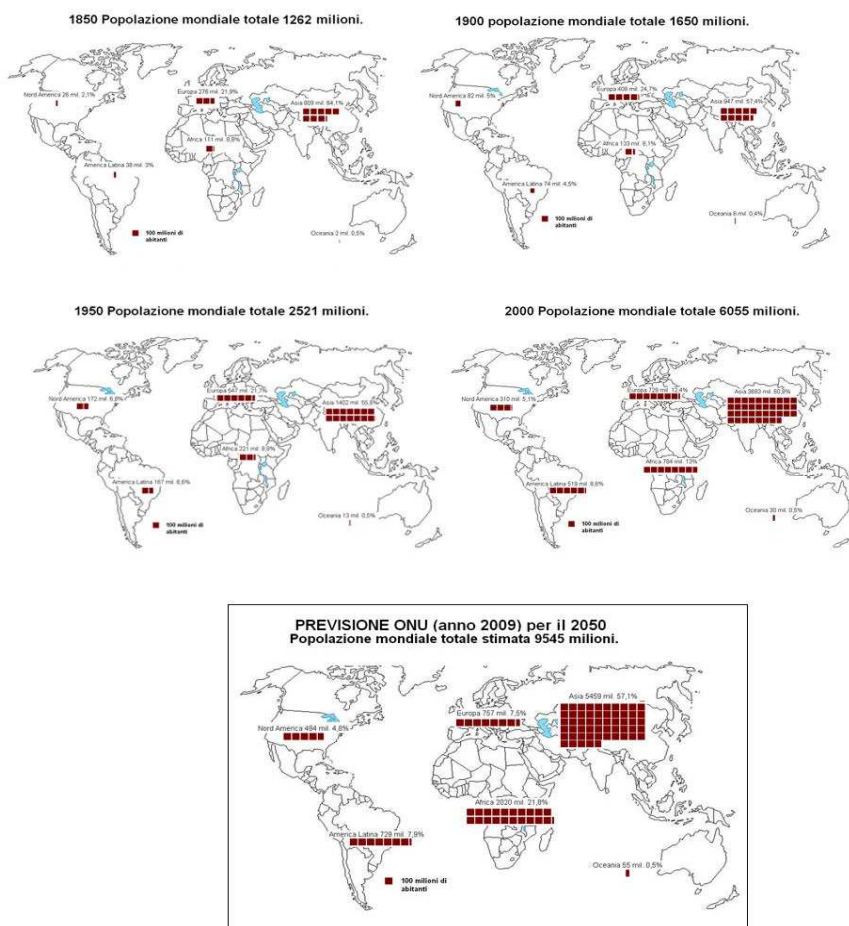 1850 Popolazione mondiale totale 1262 milioni.
Nord America 26 mil. 2,1%
Europa 276 mil. 21,9%
Asia 809 mil. 64,1%
Africa 111 mil. 8,8%
America Latina 38 mil. 3%
Oceania 2 mil. 0,5%
100 milioni di
abitanti
1900 popolazione mondiale totale 1650 milioni.
Nord America 82 mil. 5%
Europa 408 mil. 24,7%
Asia 947 mil. 57,4%
Africa 133 mil. 8,1%
America Latina 74 mil. 4,5%
Oceania 6 mil. 0,4%
100 milioni di
abitanti
1950 Popolazione mondiale totale 2521 milioni.
Nord America 172 mil. 6,8%
Europa 547 mil. 21,7%
Asia 1402 mil. 55,6%
Africa 221 mil. 8,9%
America Latina 167 mil. 6,6%
Oceania 13 mil. 0,5%
100 milioni di
abitanti
2000 Popolazione mondiale totale 6055 milioni.
Nord America 310 mil. 5,1%
Europa 729 mil. 12,4%
Asia 3683 mil. 60,9%
Africa 784 mil. 13%
America Latina 519 mil. 8,6%
Oceania 30 mil. 0,5%
100 milioni di
abitanti
PREVISIONE ONU (anno 2009) per il 2050
Popolazione mondiale totale stimata 9545 milioni.
Nord America 484 mil. 4,8%
Europa 757 mil. 7,5%
Asia 5459 mil. 57,1%
Africa 2020 mil. 21,8%
America Latina 729 mil. 7,9%
Oceania 55 mil. 0,5%
100 milioni di
abitanti